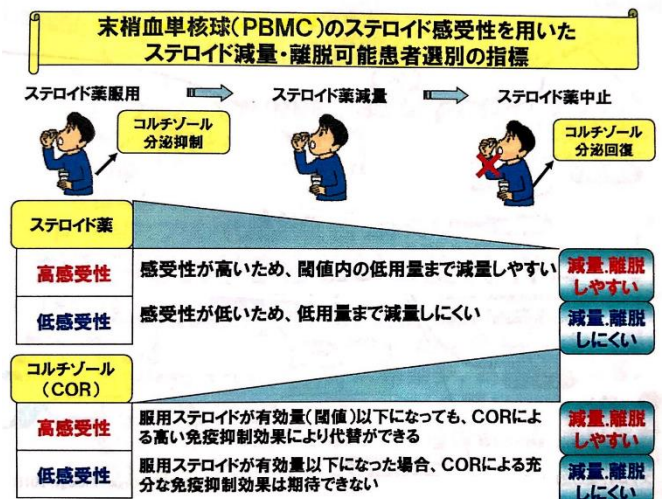 末梢血単核球(PBMC)のステロイド感受性を用いた
ステロイド減量・離脱可能患者選別の指標
ステロイド薬服用
ステロイド薬減量
ステロイド薬中止
コルチゾール
分泌抑制
コルチゾール
分泌回復
ステロイド薬
高感受性
感受性が高いため、閾値内の低用量まで減量しやすい
減量.離脱
しやすい
低感受性
感受性が低いため、低用量まで減量しにくい
減量.離脱
しにくい
コルチゾール
(COR)
高感受性
服用ステロイドが有効量(閾値)以下になっても、CORによ
る高い免疫抑制効果により代替ができる
減量.離脱
しやすい
低感受性
服用ステロイドが有効量以下になった場合、CORによる充
分な免疫抑制効果は期待できない
減量.離脱
しにくい